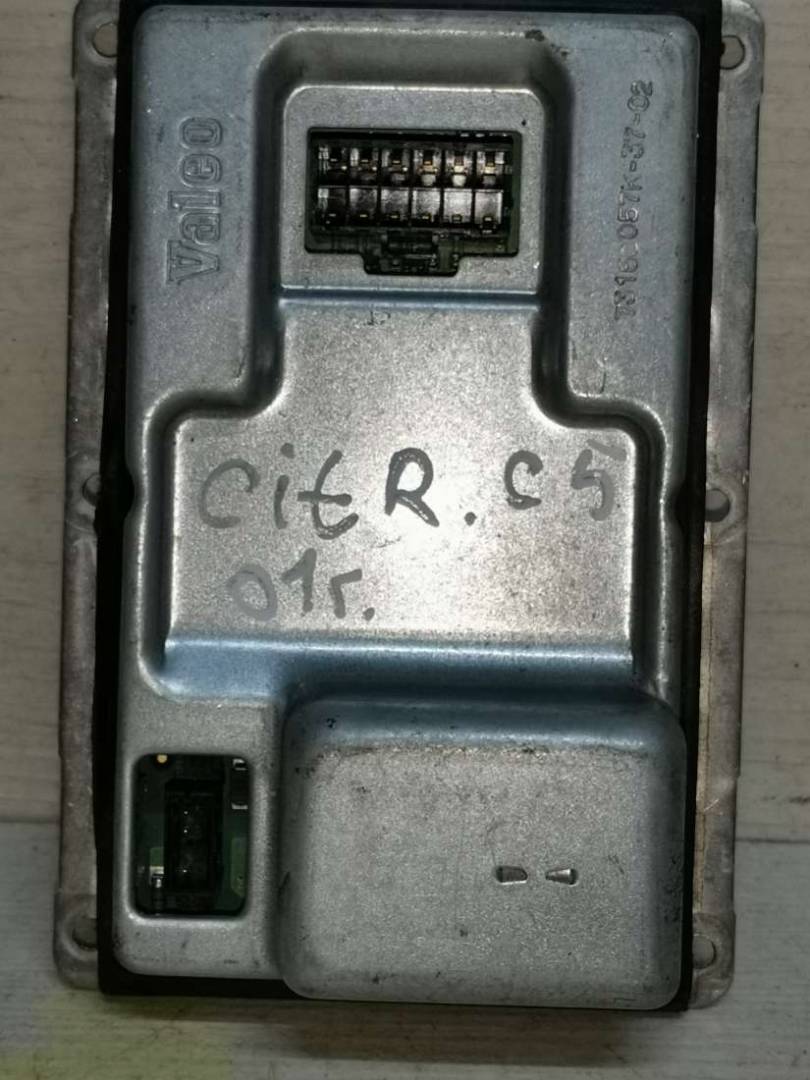 Valeo
CitR. C5
01г.